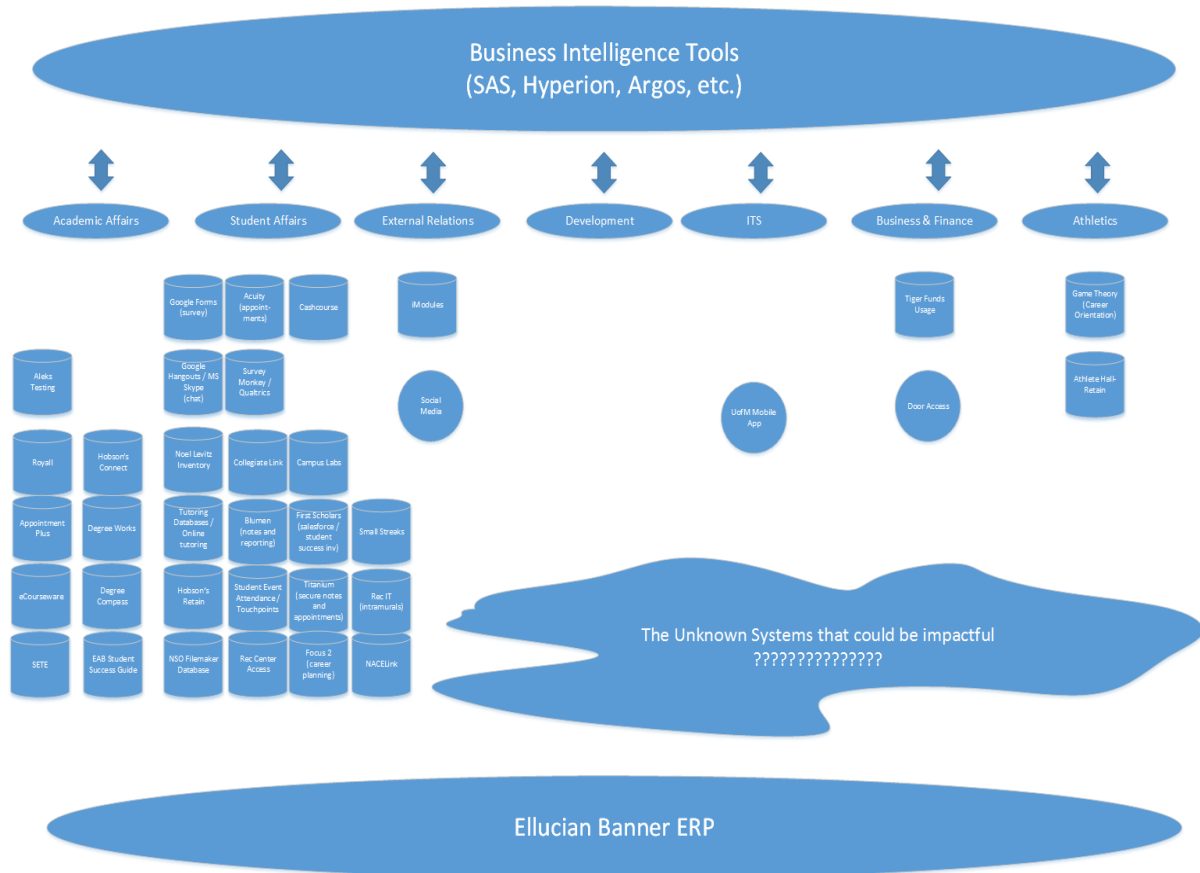 Business Intelligence Tools
(SAS, Hyperion, Argos, etc.)
Academic Affairs
Student Affairs
External Relations
Development
ITS
Business & Finance
Athletics
Google Forms
(survey)
Acuity
(appoint-
ments)
Cashcourse
iModules
Tiger Funds
Usage
Game Theory
(Career
Orientation)
Aleks
Testing
Google
Hangouts / MS
Skype
(chat)
Survey
Monkey /
Qualtrics
Social
Media
UofM Mobile
App
Door Access
Athlete Hall-
Retain
Royall
Hobson's
Connect
Noel Levitz
Inventory
Collegiate Link
Campus Labs
Appointment
Plus
Degree Works
Tutoring
Databases /
Online
tutoring
Blumen
(notes and
reporting)
First Scholars
(salesforce /
student
success inv)
Small Streaks
eCourseware
Degree
Compass
Hobson's
Retain
Student Event
Attendance /
Touchpoints
Titanium
(secure notes
and
appointments)
Rec IT
(intramurals)
SETE
EAB Student
Success Guide
NSO Filemaker
Database
Rec Center
Access
Focus 2
(career
planning)
NACELink
The Unknown Systems that could be impactful
???????????????
Ellucian Banner ERP